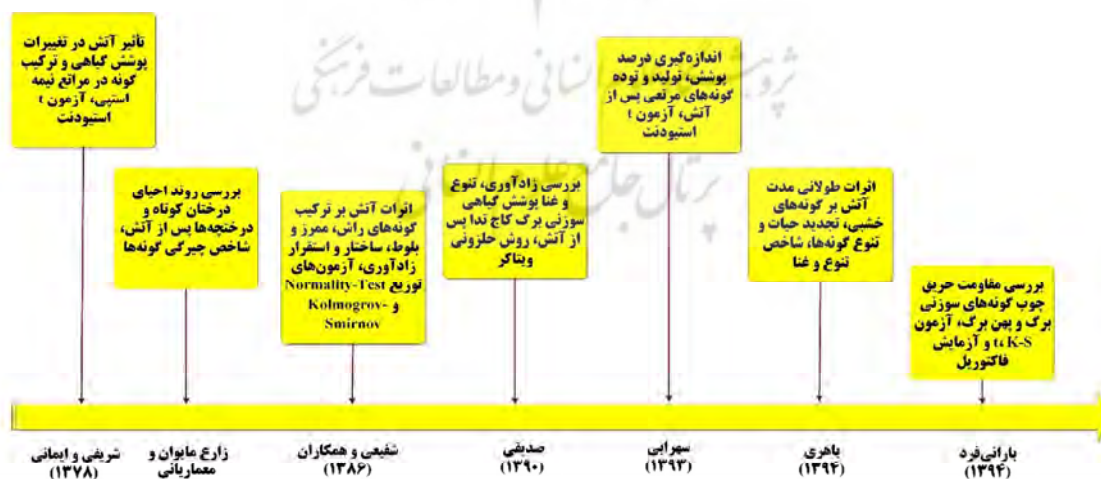 تأثیر آتش در تغییرات
پوشش گیاهی و ترکیب
گونه در مراتع نیمه
استپی، آزمون t
استیودنت
بررسی روند احیای
درختان کوتاه و
درختچه‌ها پس از آتش،
شاخص چیرگی گونه‌ها
اثرات آتش بر ترکیب
گونه‌های راش، ممرز و
بلوط، ساختار و استقرار
زادآوری، آزمون‌های
توزیع Normality-Test
و Kolmogrov-
Smirnov
بررسی زادآوری، تنوع
و غنا پوشش گیاهی
سوزنی برگ کاج تدا پس
از آتش، روش حلزونی
ویتاکر
اندازه‌گیری درصد
پوشش، تولید و توده
گونه‌های مرتعی پس از
آتش، آزمون t
استیودنت
اثرات طولانی مدت
آتش بر گونه‌های
خشبی، تجدید حیات و
تنوع گونه‌ها، شاخص
تنوع و غنا
بررسی مقاومت حریق
چوب گونه‌های سوزنی
برگ و پهن برگ، آزمون
t، K-S و آزمایش
فاکتوریل
شریفی و ایمانی
(۱۳۷۸)
زارع مایوان و
معماریانی
شفیعی و همکاران
(۱۳۸۶)
صدیقی
(۱۳۹۰)
سهرابی
(۱۳۹۳)
باهری
(۱۳۹۴)
بارانی‌فرد
(۱۳۹۴)
پرتال جامع علوم انسانی